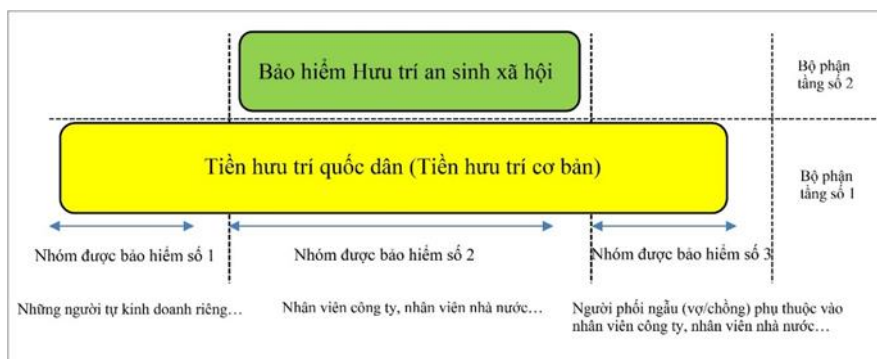 Bảo hiểm Hưu trí an sinh xã hội
Bộ phận
tầng số 2
Tiền hưu trí quốc dân (Tiền hưu trí cơ bản)
Bộ phận
tầng số 1
Nhóm được bảo hiểm số 1
Nhóm được bảo hiểm số 2
Nhóm được bảo hiểm số 3
Những người tự kinh doanh riêng…
Nhân viên công ty, nhân viên nhà nước…
Người phối ngẫu (vợ/chồng) phụ thuộc vào
nhân viên công ty, nhân viên nhà nước…